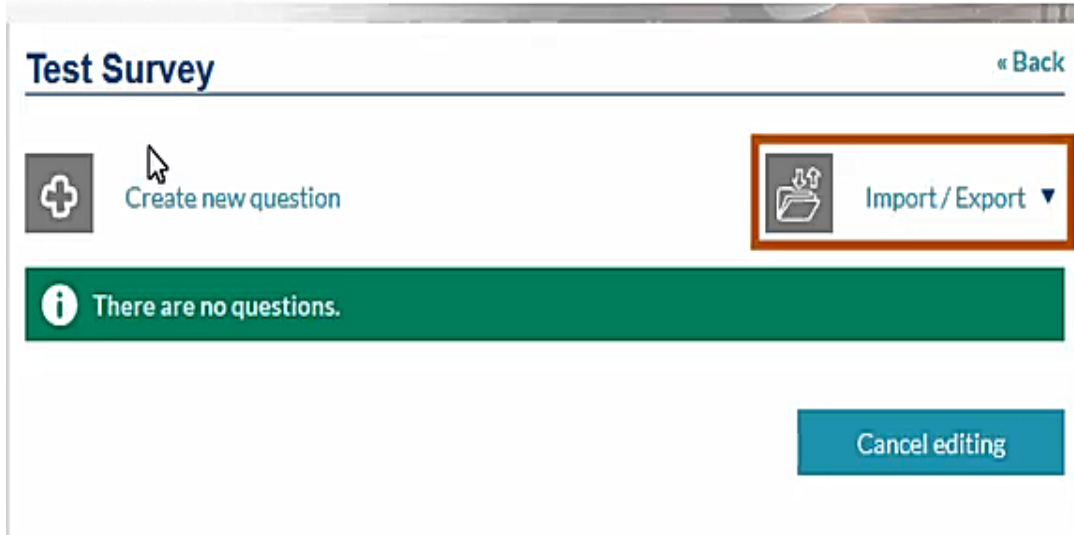 Test Survey
« Back
Create new question
Import / Export ▼
There are no questions.
Cancel editing